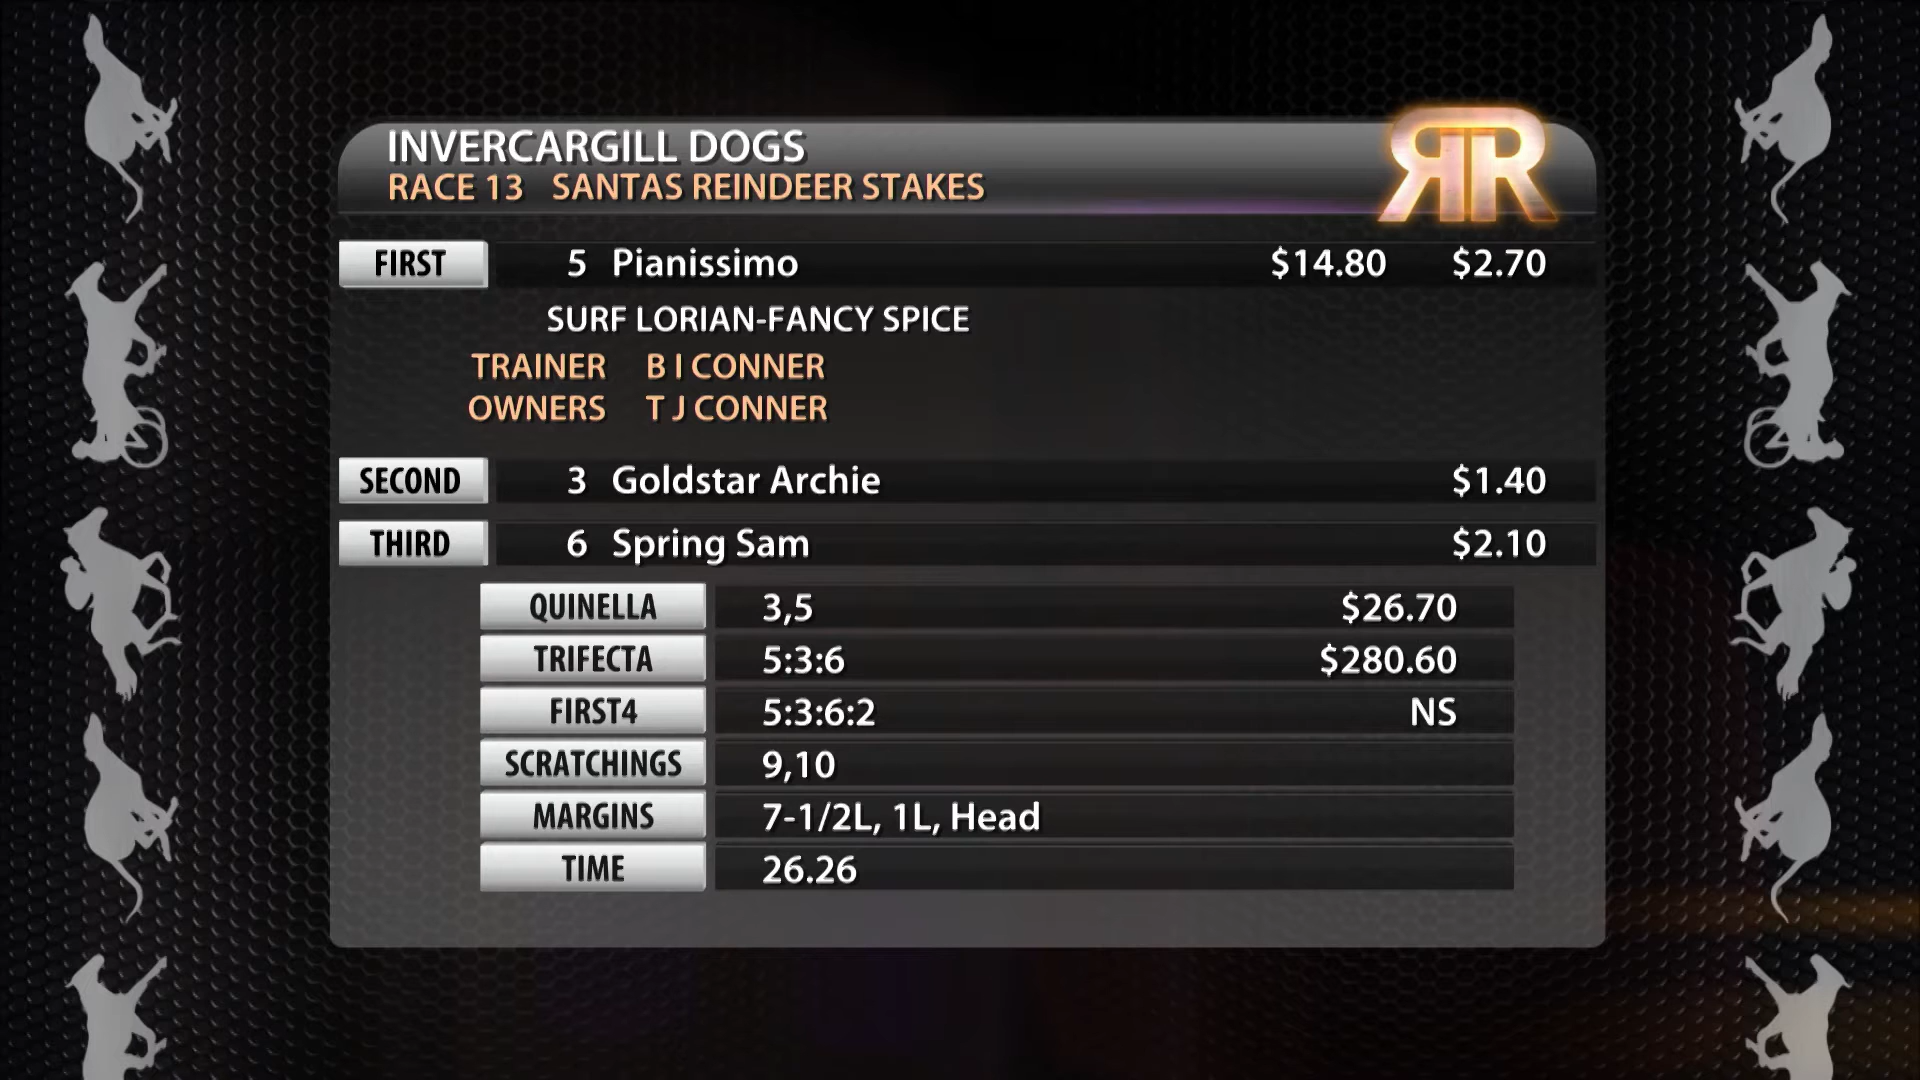 INVERCARGILL DOGS
RACE 13 SANTAS REINDEER STAKES
RR
FIRST 5 Pianissimo $14.80 $2.70
SURF LORIAN-FANCY SPICE
TRAINER B I CONNER
OWNERS T J CONNER
SECOND 3 Goldstar Archie $1.40
THIRD 6 Spring Sam $2.10
QUINELLA 3,5 $26.70
TRIFECTA 5:3:6 $280.60
FIRST4 5:3:6:2 NS
SCRATCHINGS 9,10
MARGINS 7-1/2L, 1L, Head
TIME 26.26